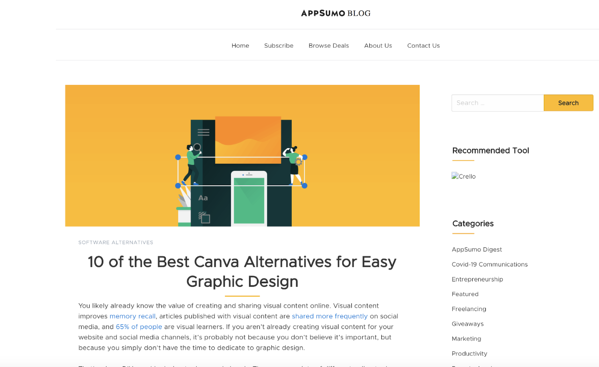 APPSUMO BLOG
Home Subscribe Browse Deals About Us Contact Us
Search...
Search
Recommended Tool
Crello
Categories
AppSumo Digest
Covid-19 Communications
Entrepreneurship
Featured
Freelancing
Giveaways
Marketing
Productivity
Aa
SOFTWARE ALTERNATIVES
10 of the Best Canva Alternatives for Easy
Graphic Design
You likely already know the value of creating and sharing visual content online. Visual content
improves memory recall, articles published with visual content are shared more frequently on social
media, and 65% of people are visual learners. If you aren't already creating visual content for your
website and social media channels, it's probably not because you don't believe it's important, but
because you simply don't have the time to dedicate to graphic design.